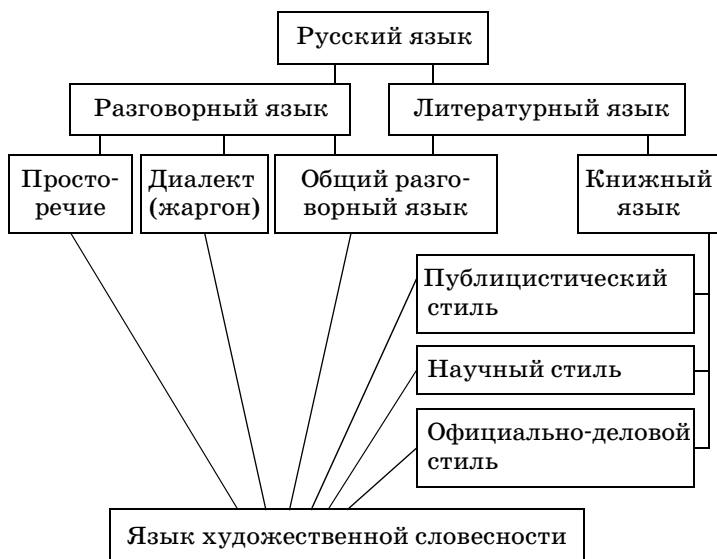 Русский язык
Разговорный язык
Литературный язык
Просто-
речие
Диалект
(жаргон)
Общий разго-
ворный язык
Книжный
язык
Публицистический
стиль
Научный стиль
Официально-деловой
стиль
Язык художественной словесности